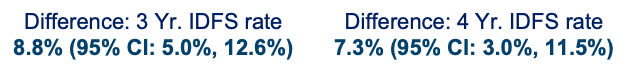 Difference: 3 Yr. IDFS rate
8.8% (95% CI: 5.0%, 12.6%)
Difference: 4 Yr. IDFS rate
7.3% (95% CI: 3.0%, 11.5%)